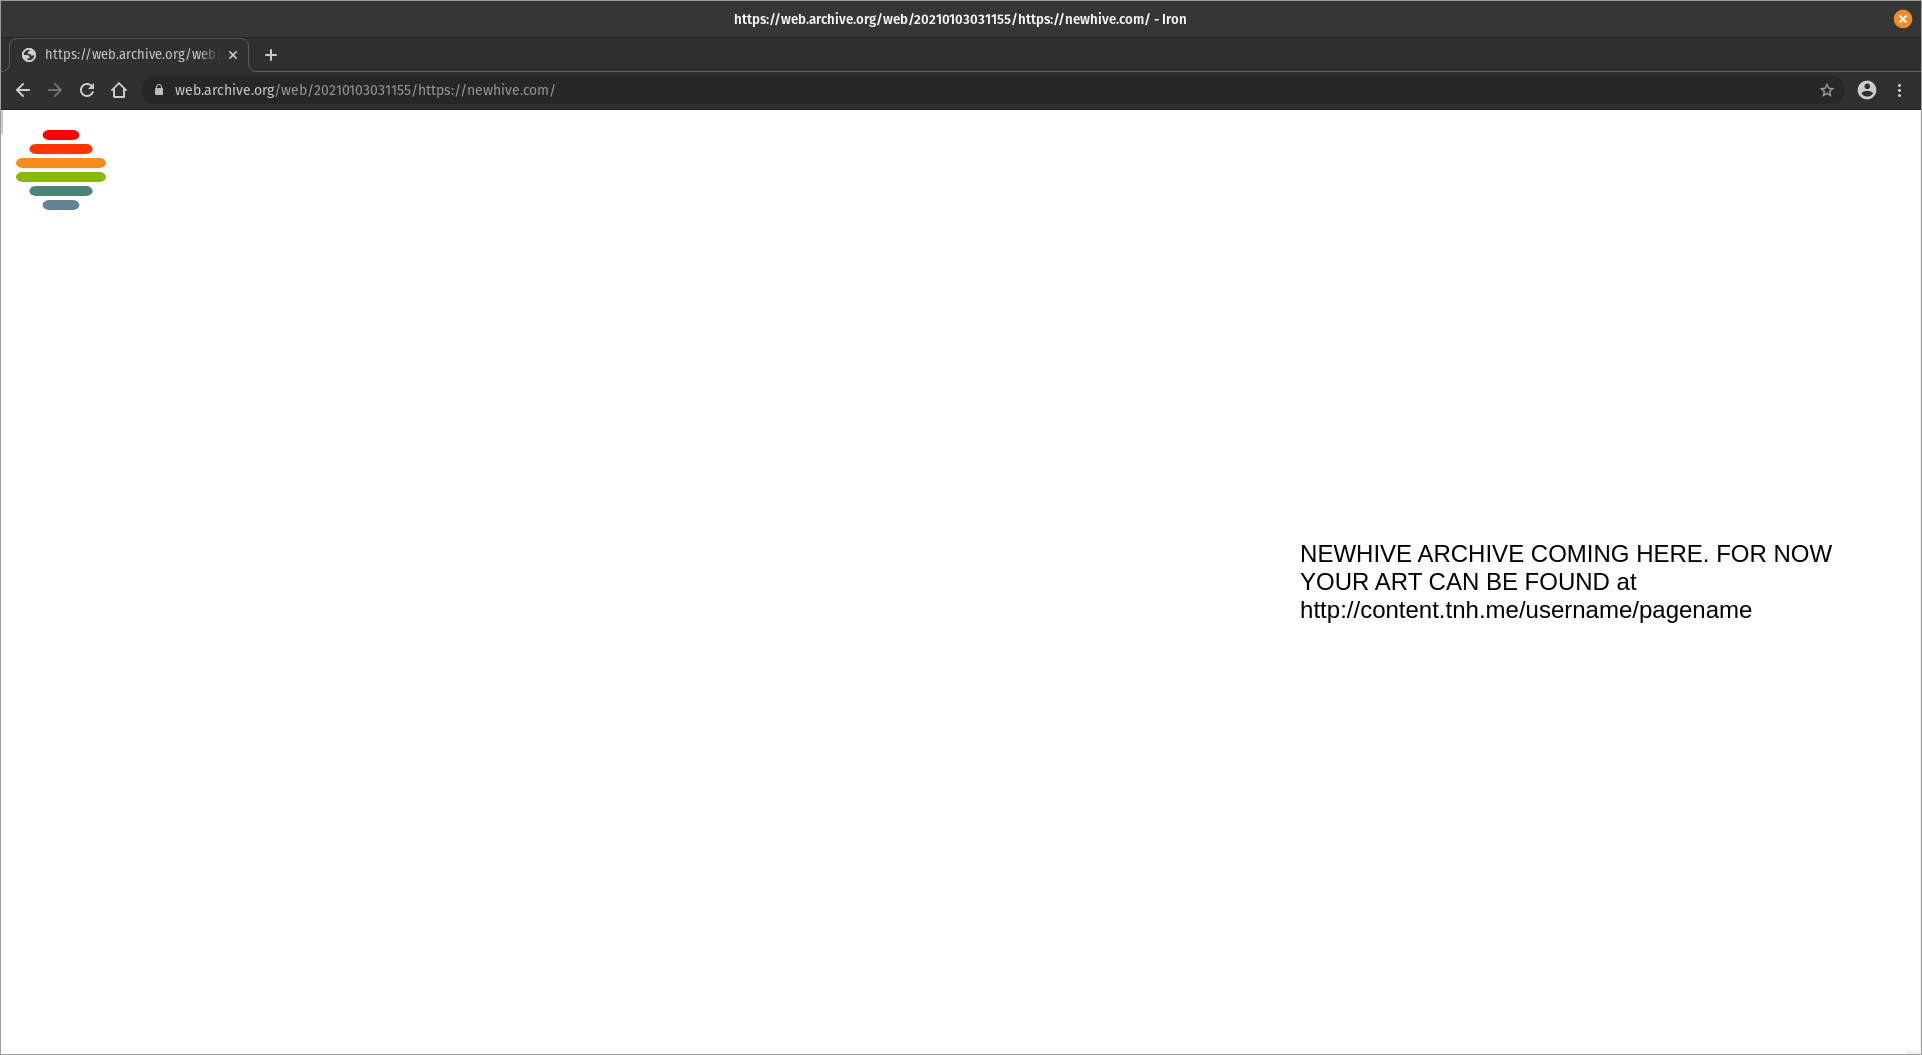 https://web.archive.org/web/20210103031155/https://newhive.com/ - Iron
https://web.archive.org/web
web.archive.org/web/20210103031155/https://newhive.com/
NEWHIVE ARCHIVE COMING HERE. FOR NOW
YOUR ART CAN BE FOUND at
http://content.tnh.me/username/pagename